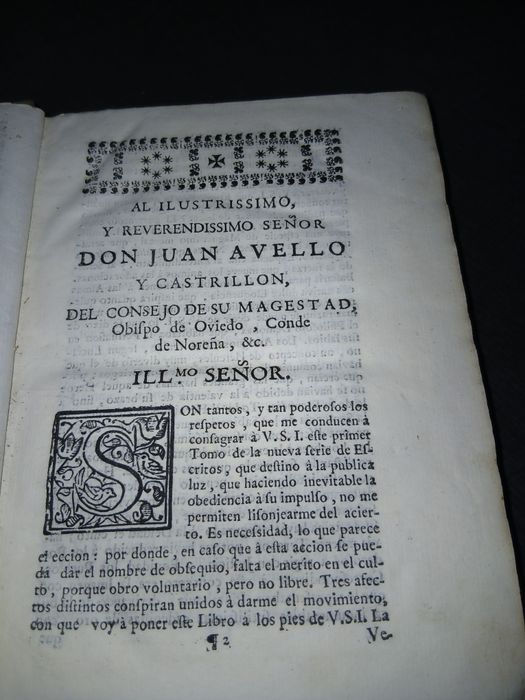 AL ILUSTRISSIMO,
Y REVERENDISSIMO SEÑOR
DON JUAN AVELLO
Y CASTRILLON,
DEL CONSEJO DE SU MAGESTAD,
Obiſpo de Oviedo, Conde
de Noreña, &c.
ILL.MO SEÑOR.
SON tantos, y tan poderoſos los
reſpetos, que me conducen à
conſagrar à V.S.I. eſte primer
Tomo de la nueva ſerie de Eſ-
critos, que deſtino à la publica
luz, que haciendo inevitable la
obediencia à ſu impulſo, no me
permiten liſonjearme del acier-
to. Es neceſsidad, lo que parece
eleccion: por donde, en caſo que à eſta accion ſe pue-
da dár el nombre de obſequio, falta el merito en el cul-
to, porque obro voluntario, pero no libre. Tres afec-
tos diſtintos conſpiran unidos à darme el movimiento,
con que voy à poner eſte Libro à los pies de V.S.I. La
¶2
Ve-